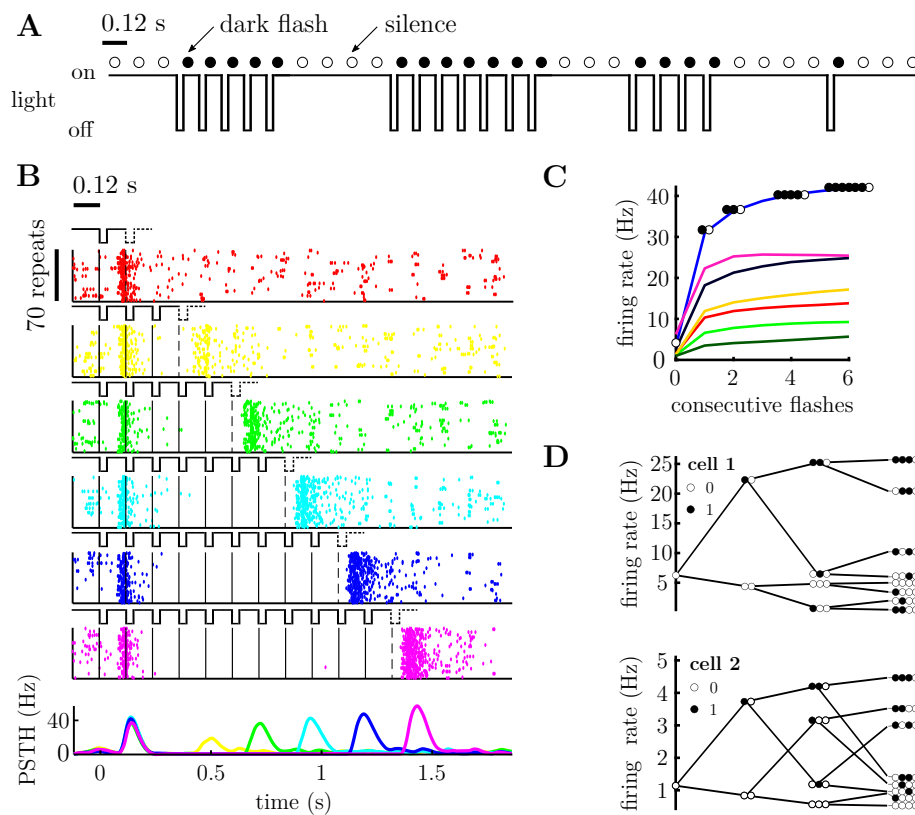 A
0.12 s
dark flash
silence
on
light
off
B
0.12 s
70 repeats
PSTH (Hz)
40
0
0
0.5
1
1.5
time (s)
C
firing rate (Hz)
40
30
20
10
0
0
2
4
6
consecutive flashes
D
firing rate (Hz)
25
20
15
10
5
cell 1
0
1
firing rate (Hz)
5
4
3
2
1
cell 2
0
1